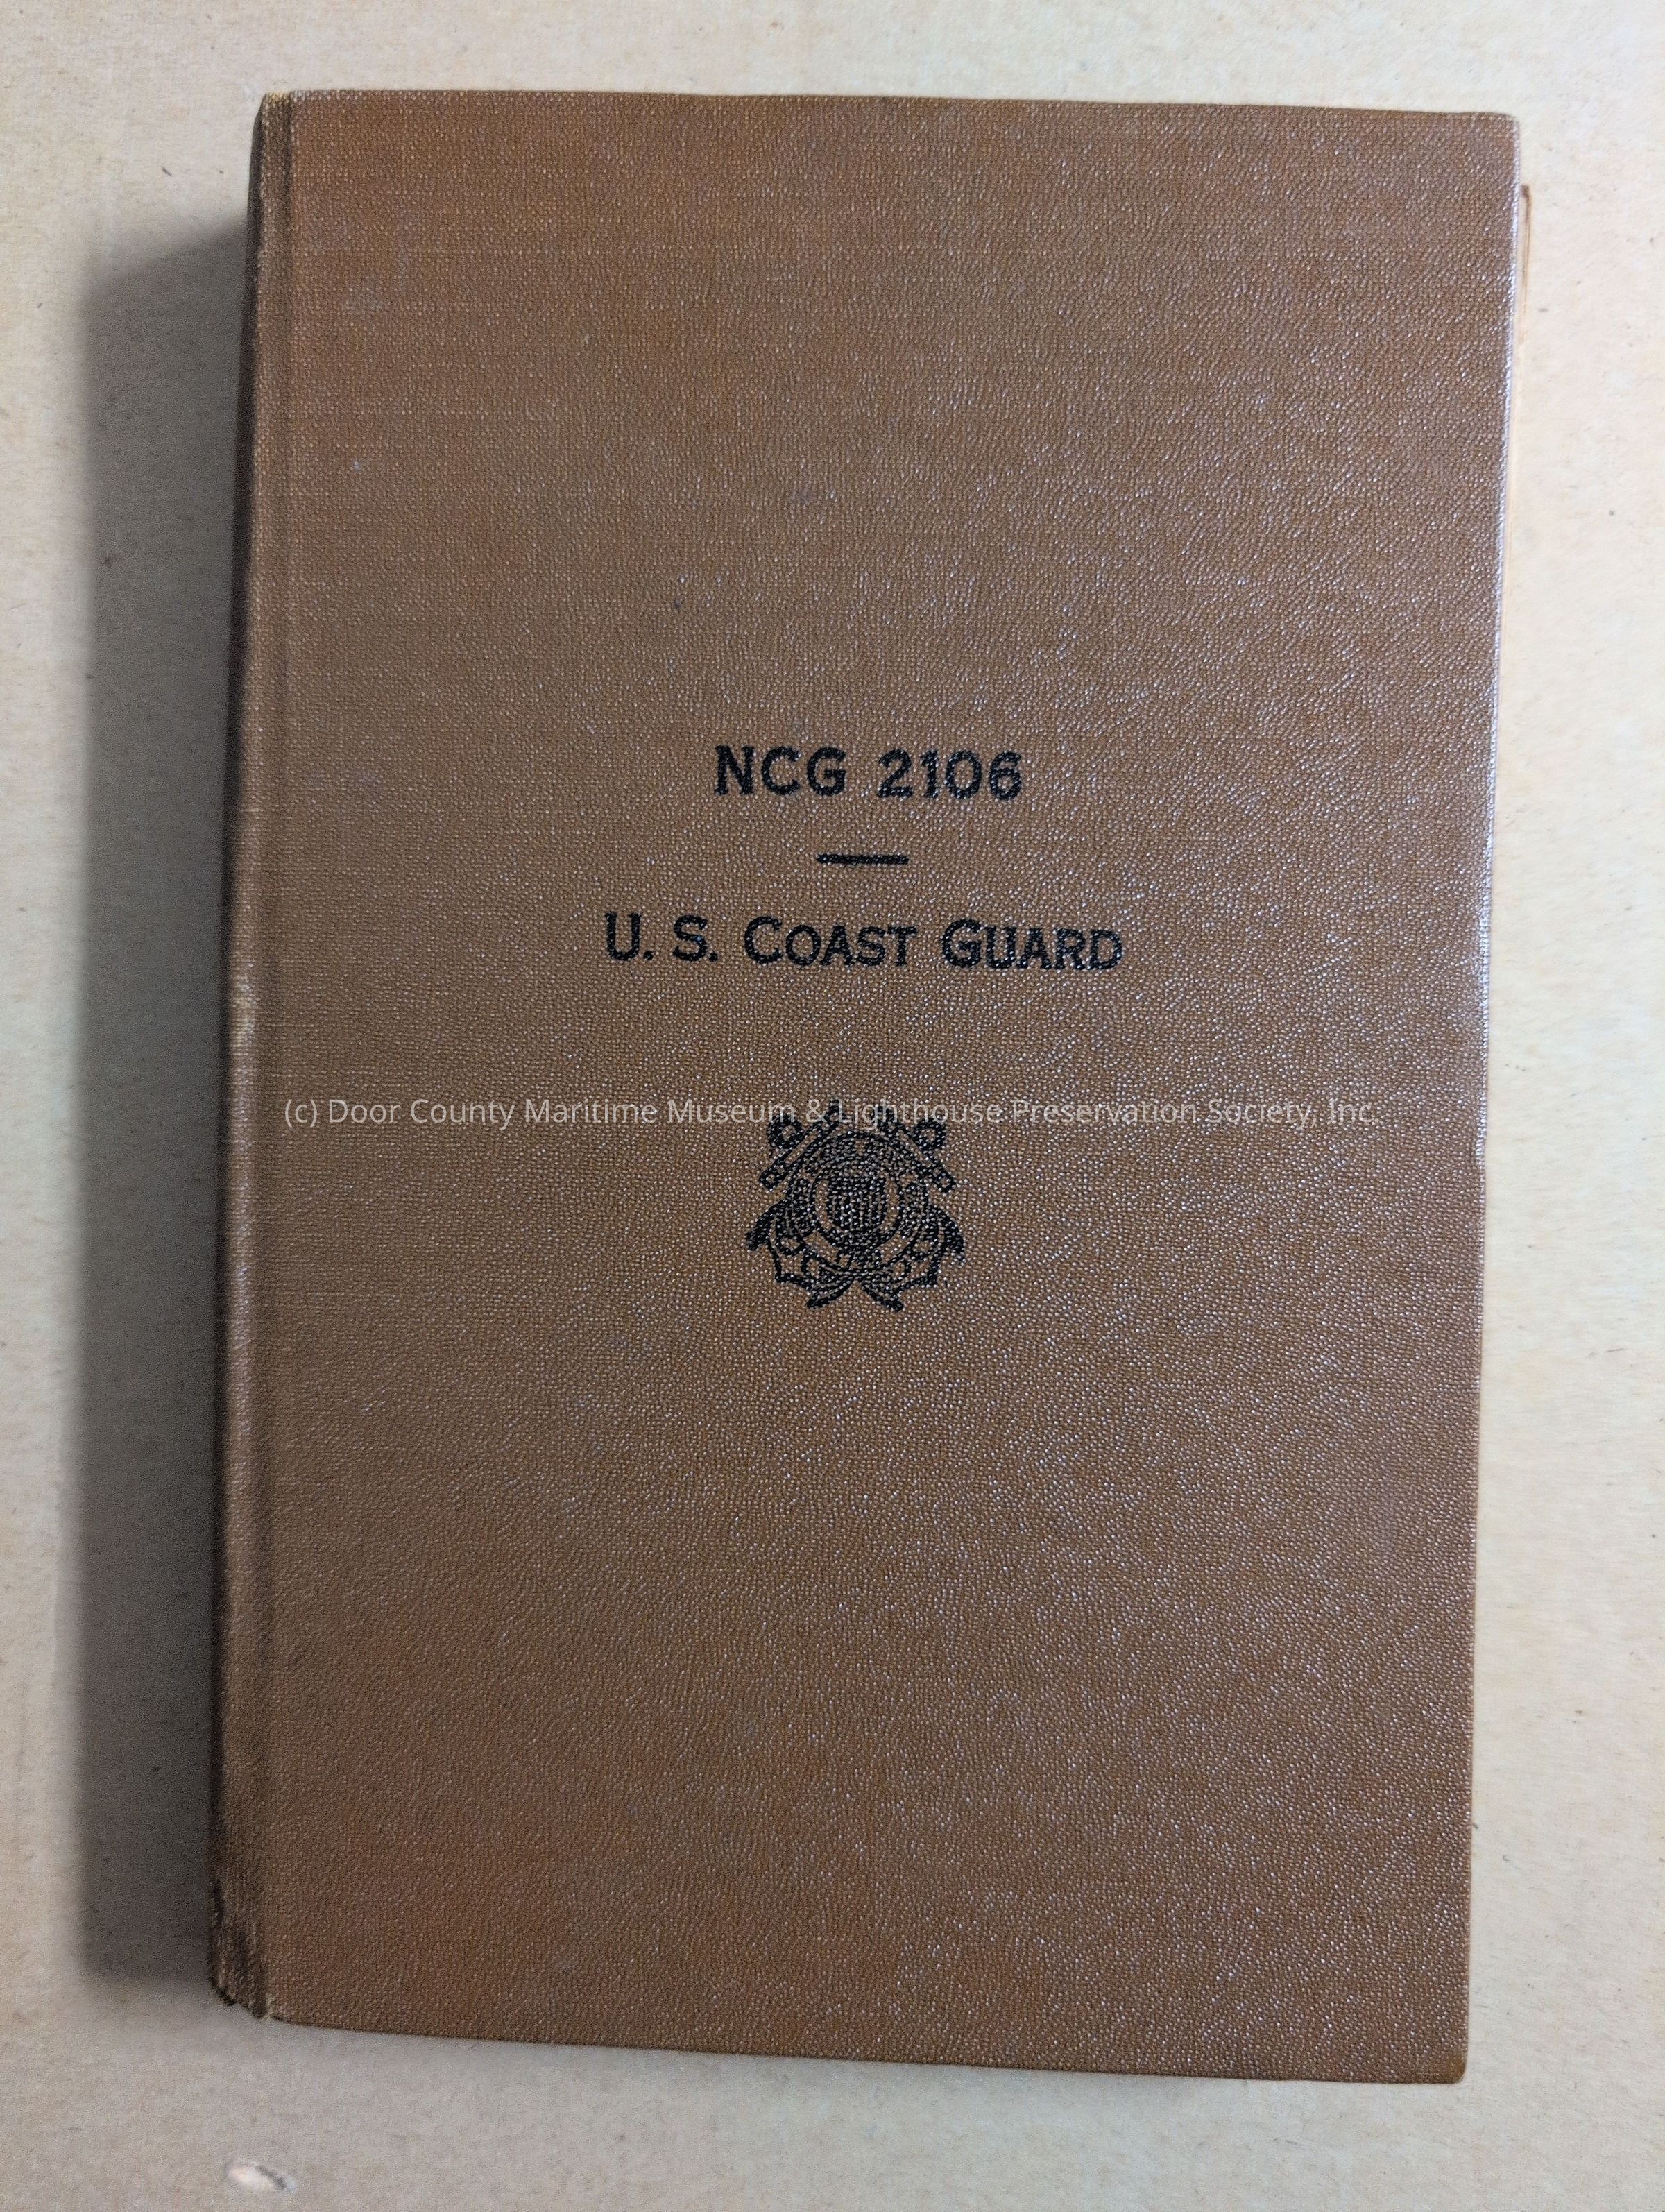 NCG 2106
U. S. COAST GUARD
(c) Door County Maritime Museum & Lighthouse Preservation Society, Inc.